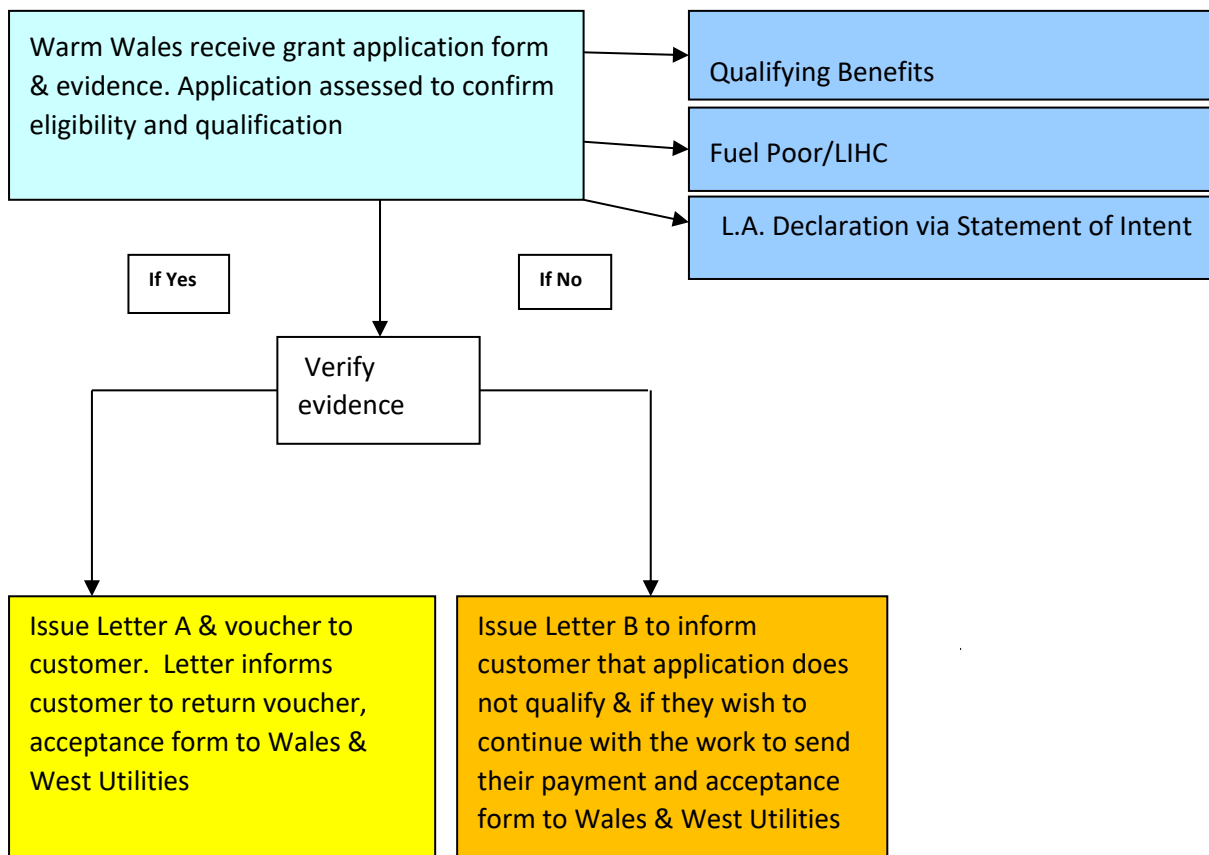 Warm Wales receive grant application form
& evidence. Application assessed to confirm
eligibility and qualification
Qualifying Benefits
Fuel Poor/LIHC
L.A. Declaration via Statement of Intent
If Yes
If No
Verify
evidence
Issue Letter A & voucher to
customer.  Letter informs
customer to return voucher,
acceptance form to Wales &
West Utilities
Issue Letter B to inform
customer that application does
not qualify & if they wish to
continue with the work to send
their payment and acceptance
form to Wales & West Utilities